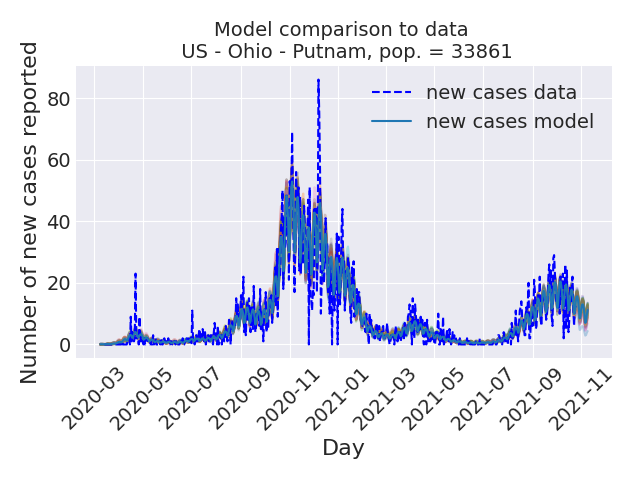 Model comparison to data
US - Ohio - Putnam, pop. = 33861
Number of new cases reported
80
60
40
20
0
new cases data
new cases model
2020-03
2020-05
2020-07
2020-09
2020-11
2021-01
2021-03
2021-05
2021-07
2021-09
2021-11
Day